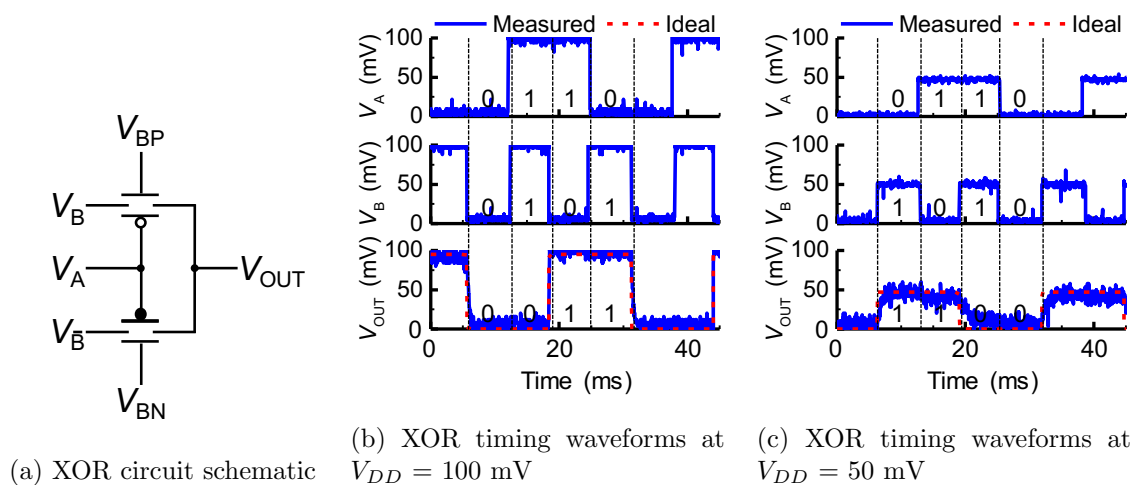 V_BP
V_B
V_A
V_OUT
V_B̄
V_BN
(a) XOR circuit schematic
Measured Ideal
100
50
0
V_A (mV)
0 1 1 0
100
50
0
V_B (mV)
0 1 0 1
100
50
0
V_OUT (mV)
0 0 1 1
0 20 40
Time (ms)
(b) XOR timing waveforms at
V_DD = 100 mV
Measured Ideal
100
50
0
V_A (mV)
0 1 1 0
100
50
0
V_B (mV)
1 0 1 0
100
50
0
V_OUT (mV)
1 1 0 0
0 20 40
Time (ms)
(c) XOR timing waveforms at
V_DD = 50 mV